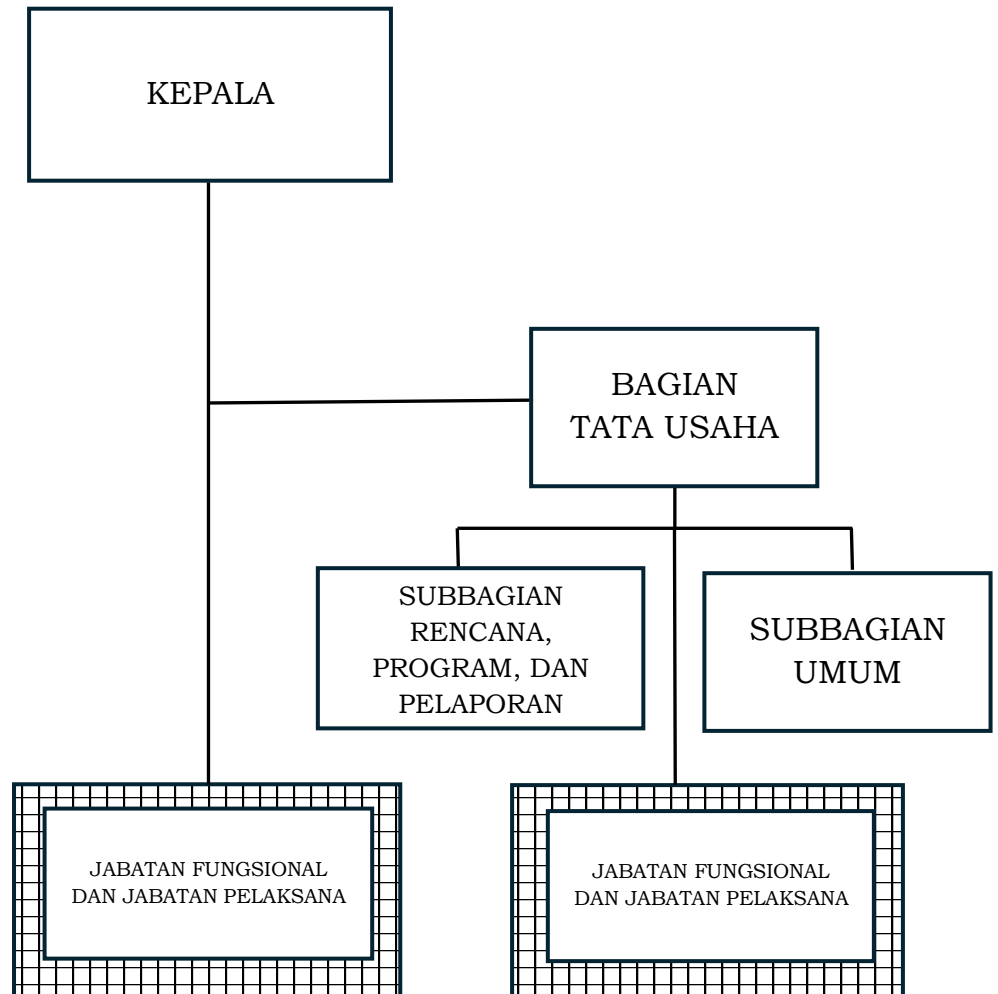 KEPALA
BAGIAN
TATA USAHA
SUBBAGIAN
RENCANA,
PROGRAM, DAN
PELAPORAN
SUBBAGIAN
UMUM
JABATAN FUNGSIONAL
DAN JABATAN PELAKSANA
JABATAN FUNGSIONAL
DAN JABATAN PELAKSANA